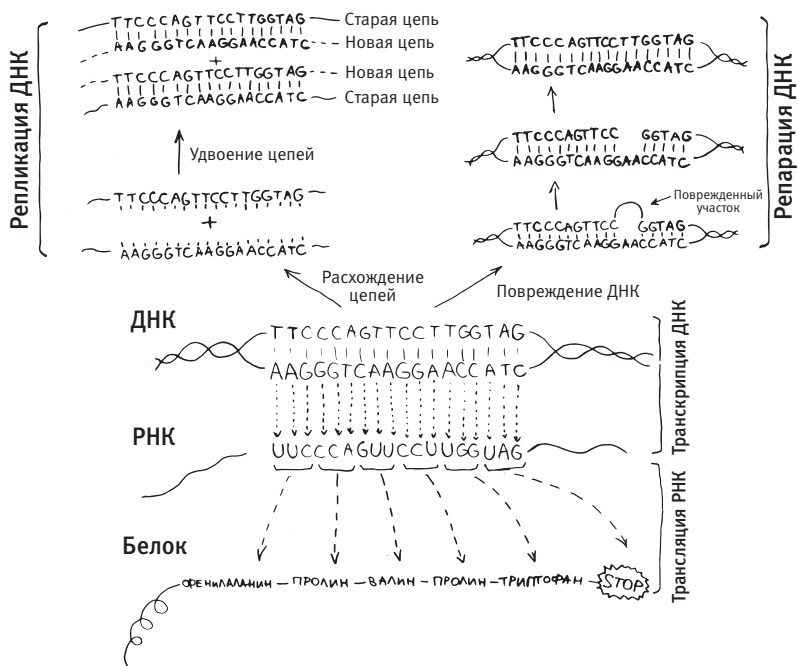 Репликация ДНК
TTCCCAGTTCCTTGGTAG Старая цепь
AAGGGTCAAGGAACCATC Новая цепь
+
TTCCCAGTTCCTTGGTAG Новая цепь
AAGGGTCAAGGAACCATC Старая цепь
Удвоение цепей
TTCCCAGTTCCTTGGTAG
+
AAGGGTCAAGGAACCATC
Расхождение
цепей
Репарация ДНК
TTCCCAGTTCCTTGGTAG
AAGGGTCAAGGAACCATC
TTCCCAGTTCC GGTAG
AAGGGTCAAGGAACCATC
Поврежденный
участок
TTCCCAGTTCC GGTAG
AAGGGTCAAGGAACCATC
Повреждение ДНК
ДНК
TTCCCAGTTCCTTGGTAG
AAGGGTCAAGGAACCATC
Транскрипция ДНК
РНК
UUCCCAGUUCCUUGGUAG
Трансляция РНК
Белок
ФЕНИЛАЛАНИН – ПРОЛИН – ВАЛИН – ПРОЛИН – ТРИПТОФАН STOP